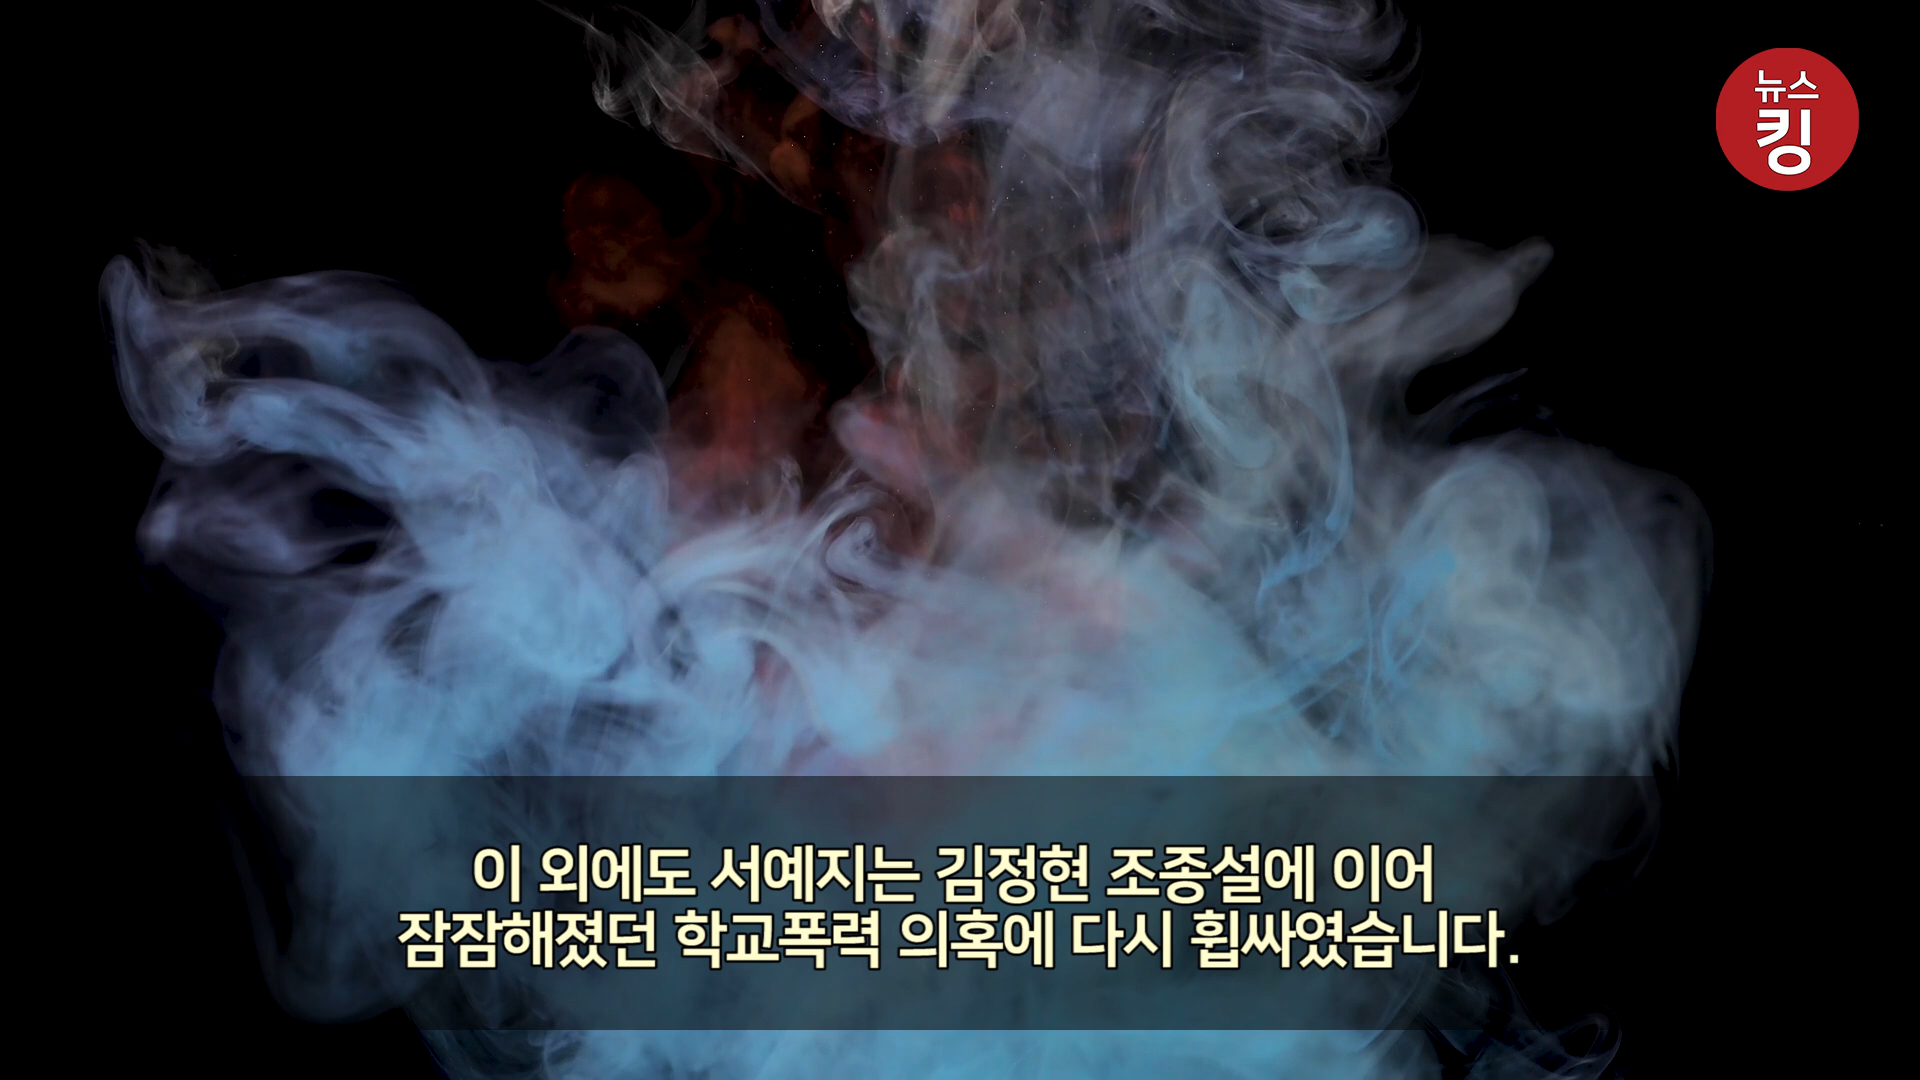 뉴스
킹
이 외에도 서예지는 김정현 조종설에 이어
잠잠해졌던 학교폭력 의혹에 다시 휩싸였습니다.